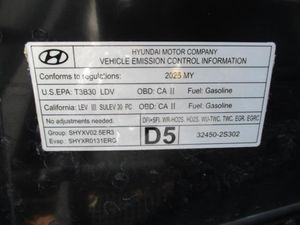 HYUNDAI MOTOR COMPANY
VEHICLE EMISSION CONTROL INFORMATION
Conforms to regulations: 2025 MY
U.S.EPA: T3B30 LDV OBD: CA II Fuel: Gasoline
California: LEV III SULEV 30 PC OBD: CA II Fuel: Gasoline
No adjustments needed.
Group: SHYXV02.5ER3
Evap: SHYXR0131ERG
D5
DFI+SFI, WR-HO2S, HO2S, WU-TWC, TWC, EGR, EGRC
32450-2S302